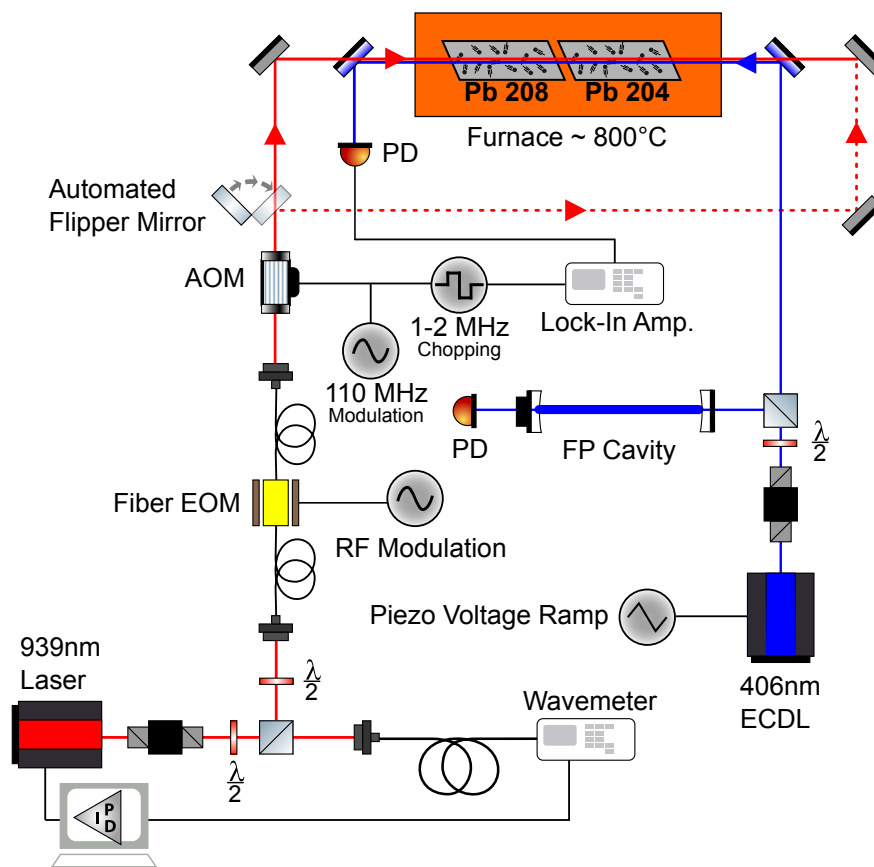 Pb 208
Pb 204
Furnace ~ 800°C
PD
Automated
Flipper Mirror
AOM
1-2 MHz
Chopping
Lock-In Amp.
110 MHz
Modulation
PD
FP Cavity
λ
2
Fiber EOM
RF Modulation
Piezo Voltage Ramp
939nm
Laser
λ
2
Wavemeter
406nm
ECDL
λ
2
P
I
D